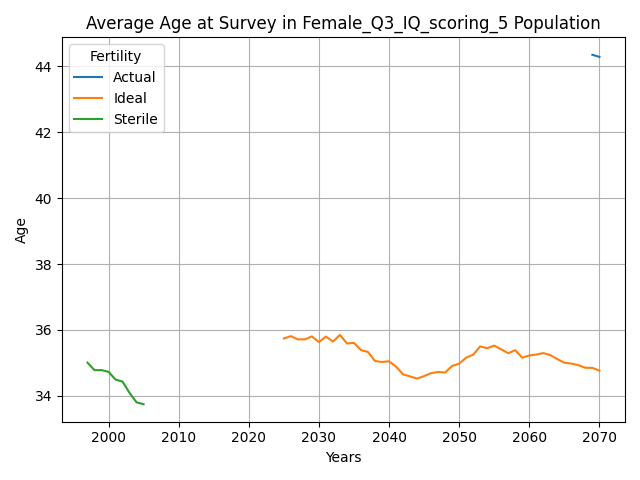 Average Age at Survey in Female_Q3_IQ_scoring_5 Population
Fertility
Actual
Ideal
Sterile
Age
44
42
40
38
36
34
2000
2010
2020
2030
2040
2050
2060
2070
Years